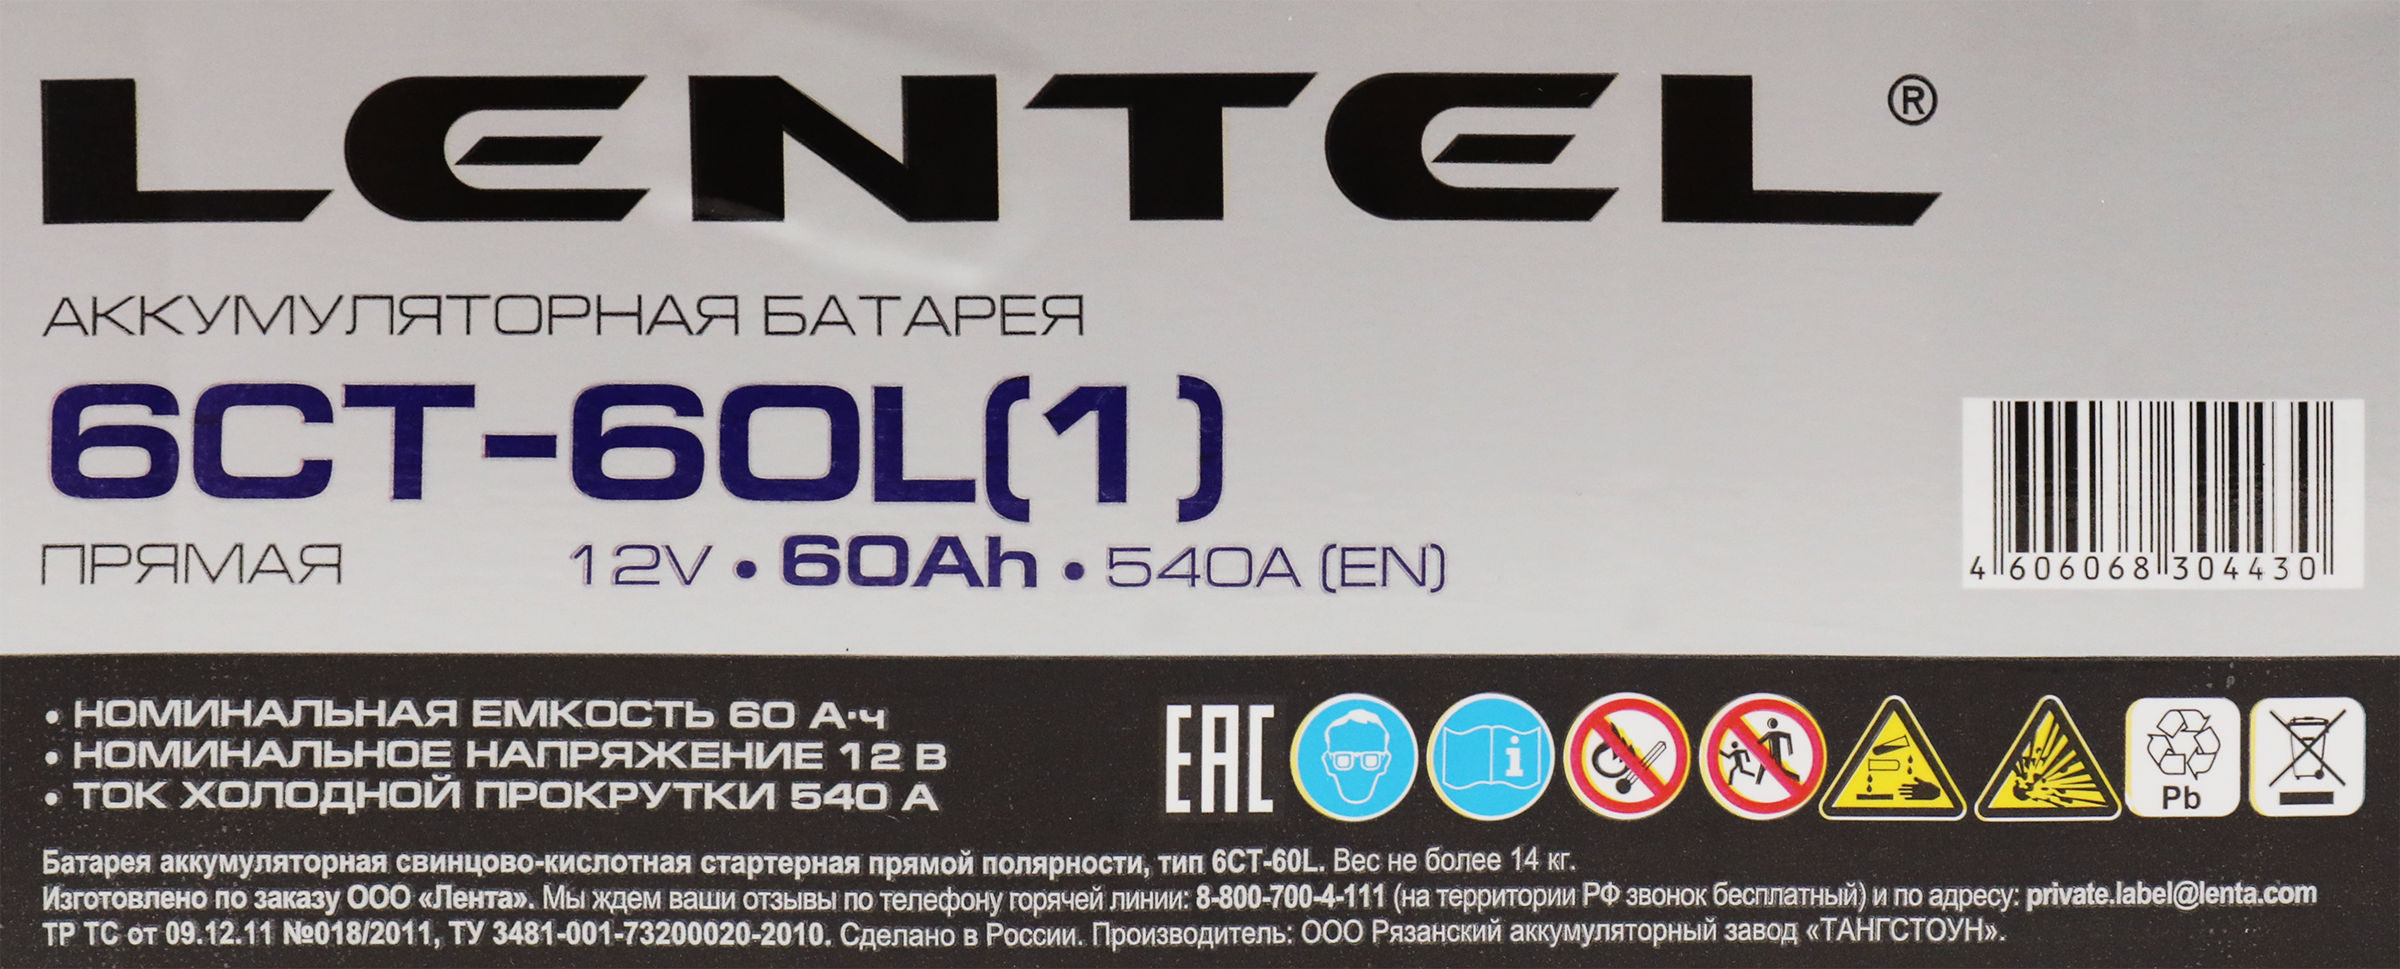 LENTEL®
АККУМУЛЯТОРНАЯ БАТАРЕЯ
6СТ-60L(1)
ПРЯМАЯ 12V • 60Ah • 540A (EN)
4 606068 304430
• НОМИНАЛЬНАЯ ЕМКОСТЬ 60 А·ч
• НОМИНАЛЬНОЕ НАПРЯЖЕНИЕ 12 В
• ТОК ХОЛОДНОЙ ПРОКРУТКИ 540 А
EAC
Pb
Батарея аккумуляторная свинцово-кислотная стартерная прямой полярности, тип 6СТ-60L. Вес не более 14 кг.
Изготовлено по заказу ООО «Лента». Мы ждем ваши отзывы по телефону горячей линии: 8-800-700-4-111 (на территории РФ звонок бесплатный) и по адресу: private.label@lenta.com
ТР ТС от 09.12.11 №018/2011, ТУ 3481-001-73200020-2010. Сделано в России. Производитель: ООО Рязанский аккумуляторный завод «ТАНГСТОУН».